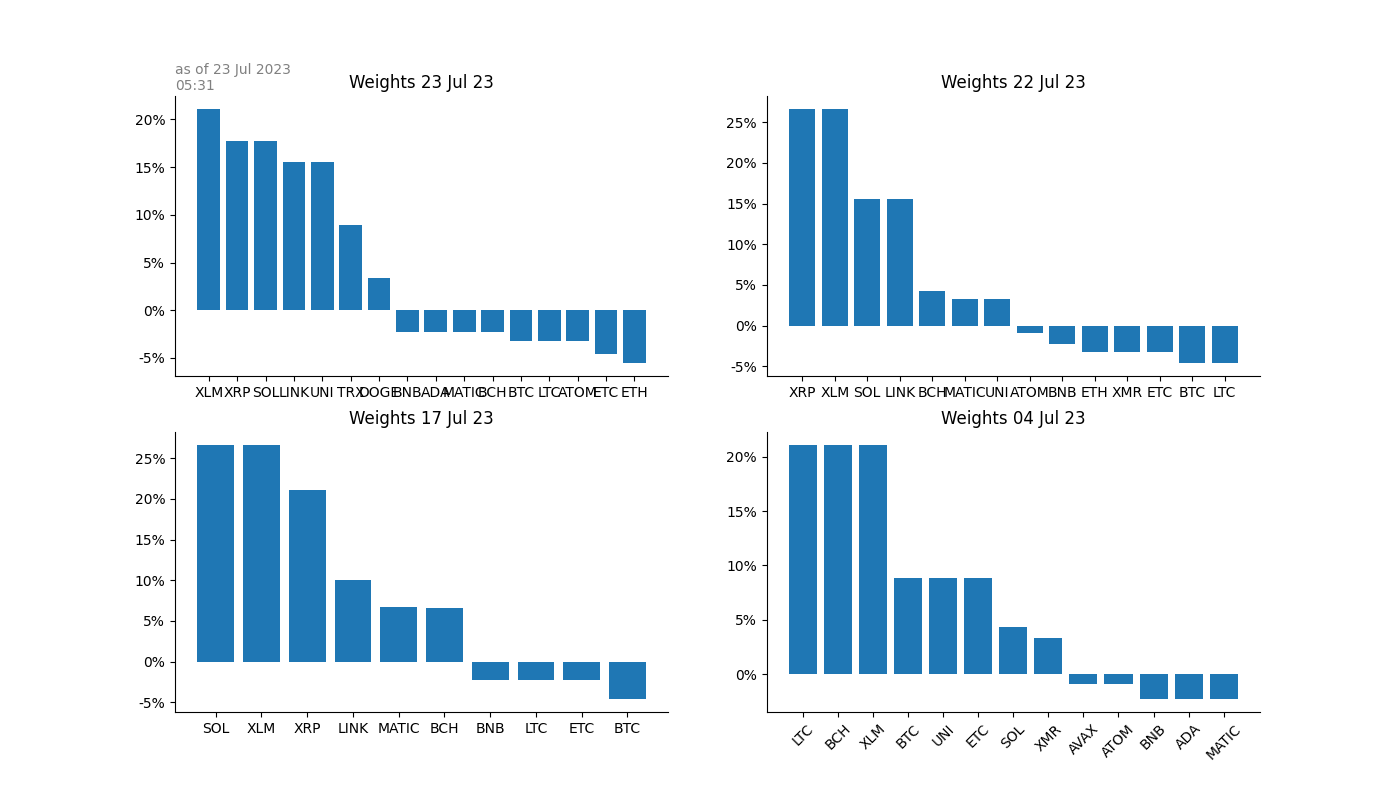 as of 23 Jul 2023
05:31
Weights 23 Jul 23
20%
15%
10%
5%
0%
-5%
XLM XRP SOL LINK UNI TRX DOGE BNB ADA MATIC BCH BTC LTC ATOM ETC ETH
Weights 22 Jul 23
25%
20%
15%
10%
5%
0%
-5%
XRP XLM SOL LINK BCH MATIC UNI ATOM BNB ETH XMR ETC BTC LTC
Weights 17 Jul 23
25%
20%
15%
10%
5%
0%
-5%
SOL XLM XRP LINK MATIC BCH BNB LTC ETC BTC
Weights 04 Jul 23
20%
15%
10%
5%
0%
LTC BCH XLM BTC UNI ETC SOL XMR AVAX ATOM BNB ADA MATIC